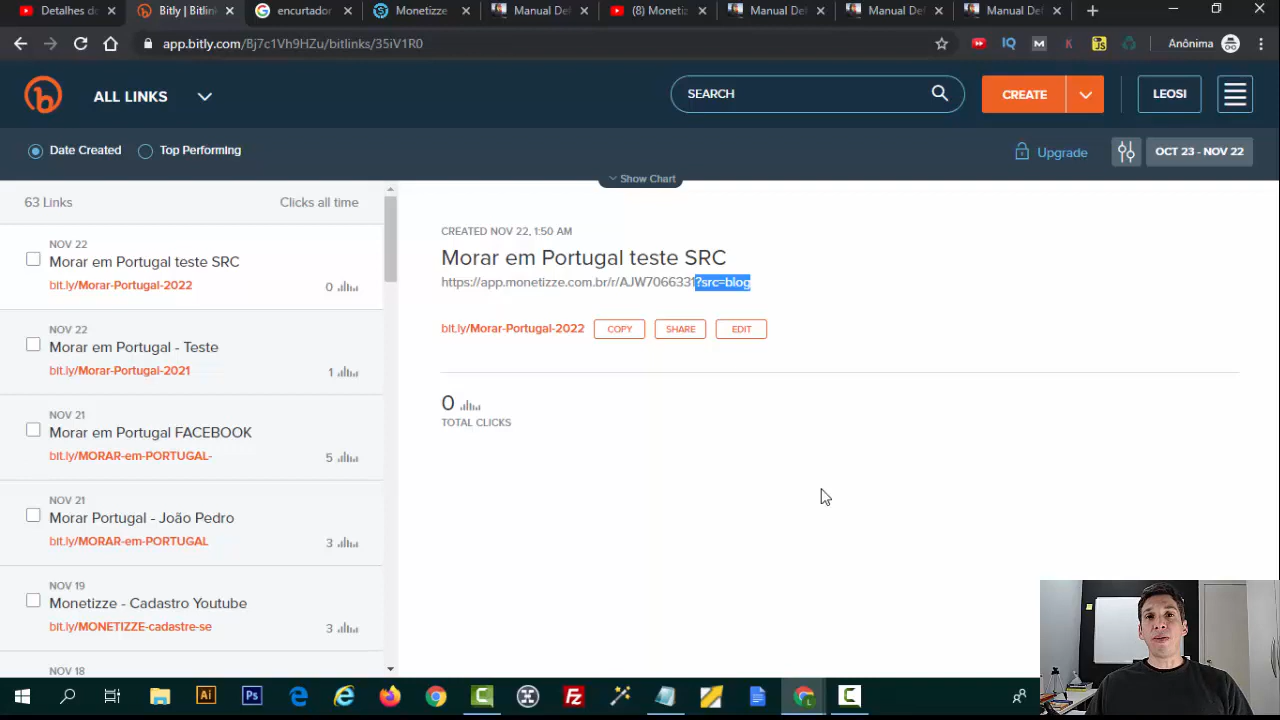 Detalhes do
Bitly | Bitlink
encurtador
Monetizze
Manual Def
(8) Monetiz
Manual Def
Manual Def
Manual Def
app.bitly.com/Bj7c1Vh9HZu/bitlinks/35iV1R0
Anônima
ALL LINKS
SEARCH
CREATE
LEOSI
Date Created
Top Performing
Upgrade
OCT 23 - NOV 22
Show Chart
63 Links
Clicks all time
NOV 22
Morar em Portugal teste SRC
bit.ly/Morar-Portugal-2022
0
NOV 22
Morar em Portugal - Teste
bit.ly/Morar-Portugal-2021
1
NOV 21
Morar em Portugal FACEBOOK
bit.ly/MORAR-em-PORTUGAL-
5
NOV 21
Morar Portugal - João Pedro
bit.ly/MORAR-em-PORTUGAL
3
NOV 19
Monetizze - Cadastro Youtube
bit.ly/MONETIZZE-cadastre-se
3
NOV 18
CREATED NOV 22, 1:50 AM
Morar em Portugal teste SRC
https://app.monetizze.com.br/r/AJW7066331?src=blog
bit.ly/Morar-Portugal-2022
COPY
SHARE
EDIT
0
TOTAL CLICKS